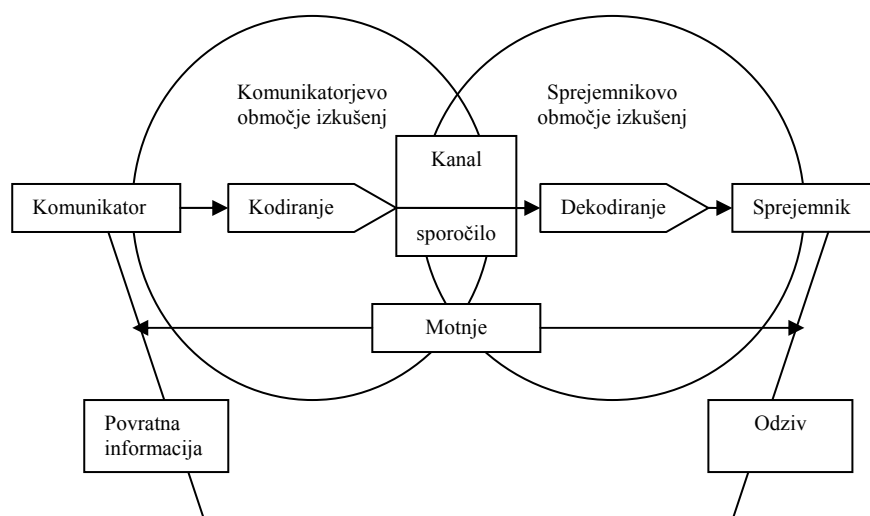 Komunikatorjevo
območje izkušenj
Sprejemnikovo
območje izkušenj
Kanal
Komunikator
Kodiranje
Dekodiranje
Sprejemnik
sporočilo
Motnje
Povratna
informacija
Odziv